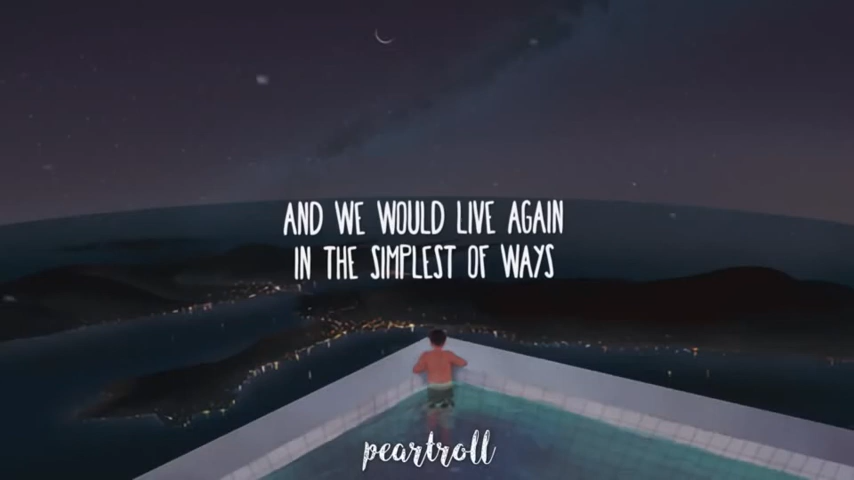 AND WE WOULD LIVE AGAIN
IN THE SIMPLEST OF WAYS
peartroll